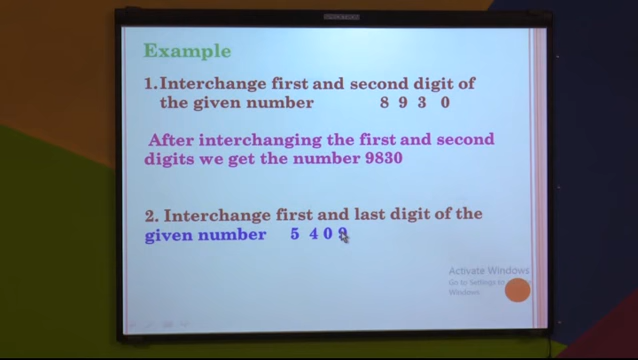 Example
1.Interchange first and second digit of
the given number 8 9 3 0
After interchanging the first and second
digits we get the number 9830
2. Interchange first and last digit of the
given number 5 4 0 9
Activate Windows
Go to Settings to
Windows.